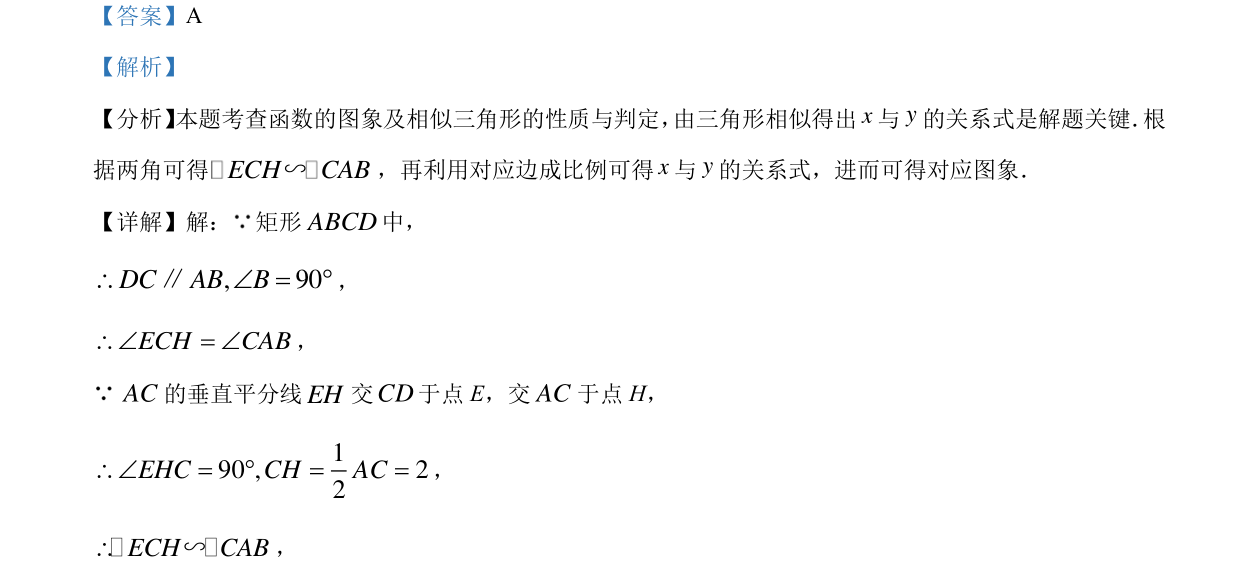 【答案】A
【解析】
【分析】本题考查函数的图象及相似三角形的性质与判定，由三角形相似得出 x 与 y 的关系式是解题关键．根
据两角可得□ECH∽□CAB，再利用对应边成比例可得 x 与 y 的关系式，进而可得对应图象．
【详解】解：∵矩形 ABCD 中，
∴DC∥AB,∠B=90°，
∴∠ECH=∠CAB，
∵ AC 的垂直平分线 EH 交 CD 于点 E，交 AC 于点 H，
∴∠EHC=90°,CH=1/2AC=2，
∴□ECH∽□CAB，